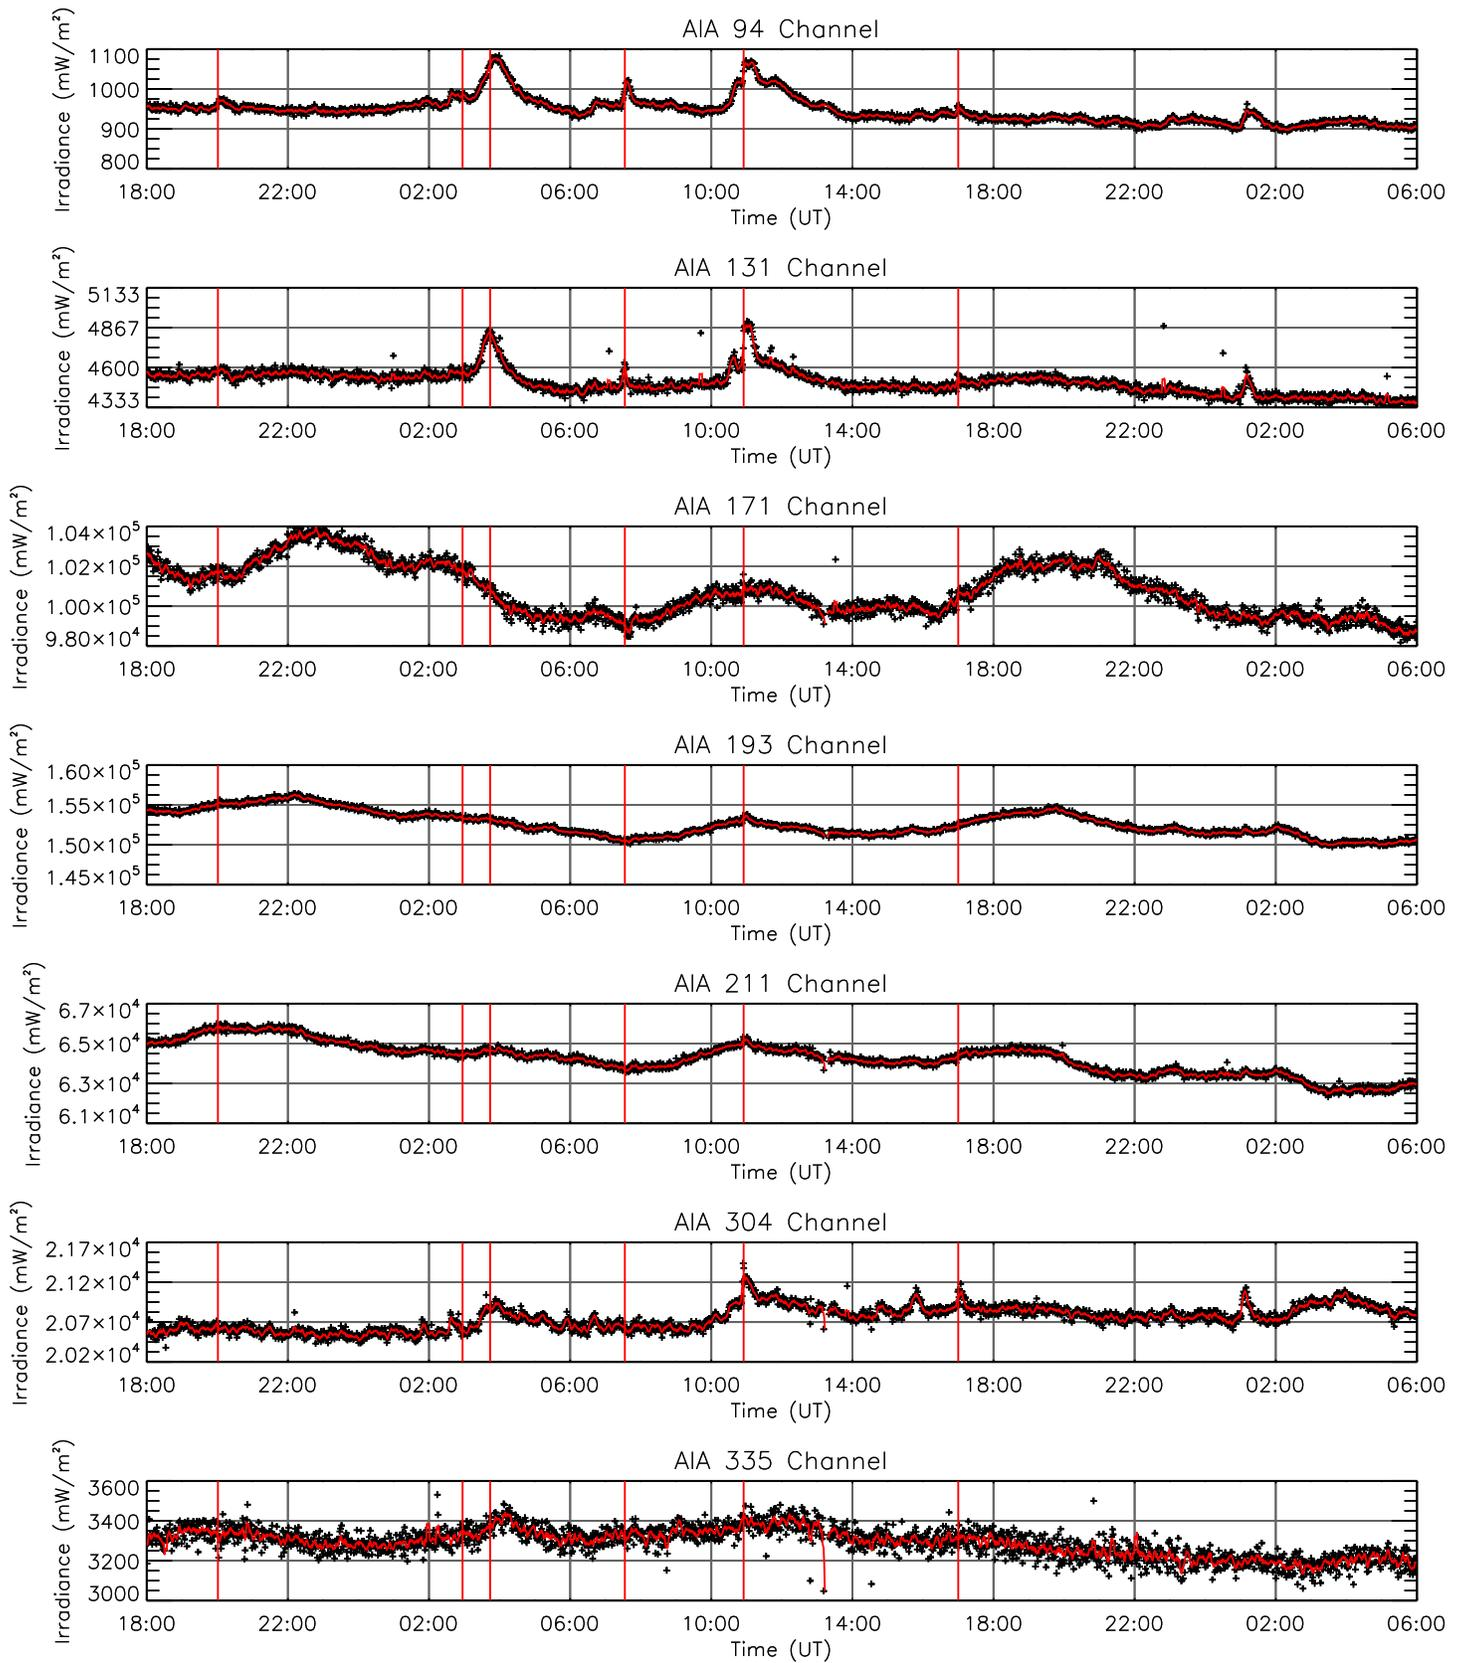 AIA 94 Channel
Irradiance (mW/m²)
1100
1000
900
800
18:00 22:00 02:00 06:00 10:00 14:00 18:00 22:00 02:00 06:00
Time (UT)
AIA 131 Channel
Irradiance (mW/m²)
5133
4867
4600
4333
18:00 22:00 02:00 06:00 10:00 14:00 18:00 22:00 02:00 06:00
Time (UT)
AIA 171 Channel
Irradiance (mW/m²)
1.04×10⁵
1.02×10⁵
1.00×10⁵
9.80×10⁴
18:00 22:00 02:00 06:00 10:00 14:00 18:00 22:00 02:00 06:00
Time (UT)
AIA 193 Channel
Irradiance (mW/m²)
1.60×10⁵
1.55×10⁵
1.50×10⁵
1.45×10⁵
18:00 22:00 02:00 06:00 10:00 14:00 18:00 22:00 02:00 06:00
Time (UT)
AIA 211 Channel
Irradiance (mW/m²)
6.7×10⁴
6.5×10⁴
6.3×10⁴
6.1×10⁴
18:00 22:00 02:00 06:00 10:00 14:00 18:00 22:00 02:00 06:00
Time (UT)
AIA 304 Channel
Irradiance (mW/m²)
2.17×10⁴
2.12×10⁴
2.07×10⁴
2.02×10⁴
18:00 22:00 02:00 06:00 10:00 14:00 18:00 22:00 02:00 06:00
Time (UT)
AIA 335 Channel
Irradiance (mW/m²)
3600
3400
3200
3000
18:00 22:00 02:00 06:00 10:00 14:00 18:00 22:00 02:00 06:00
Time (UT)